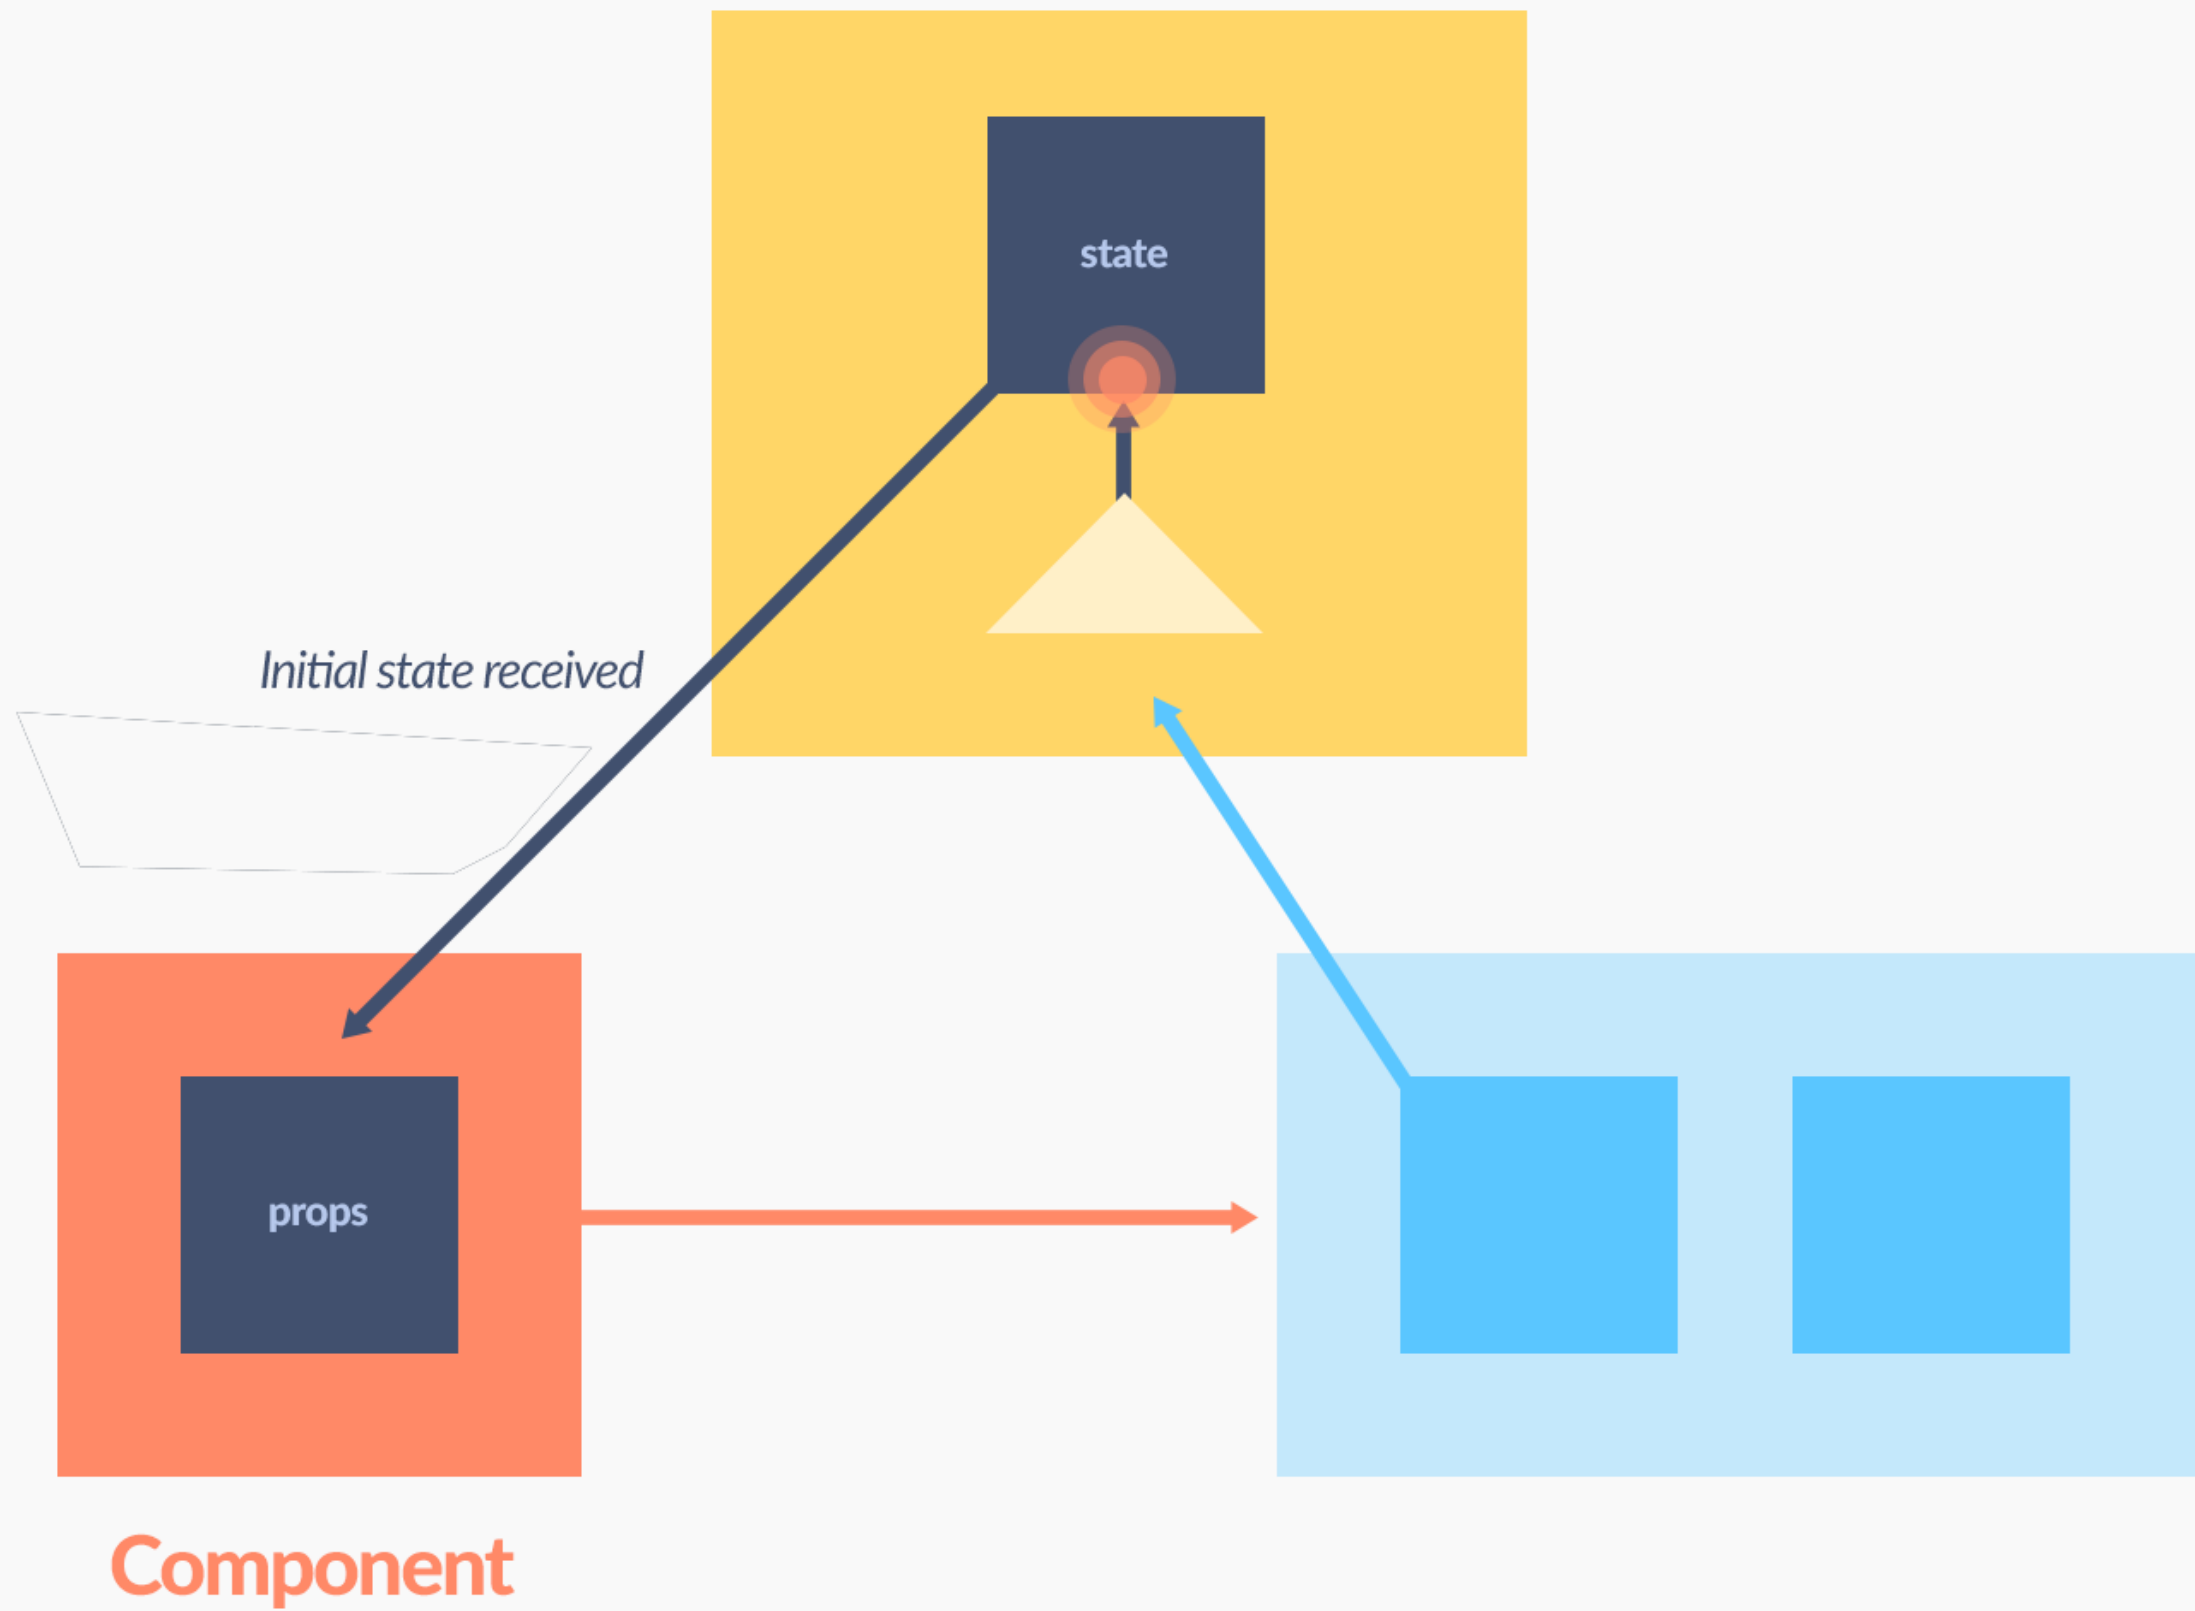 state
Initial state received
props
Component